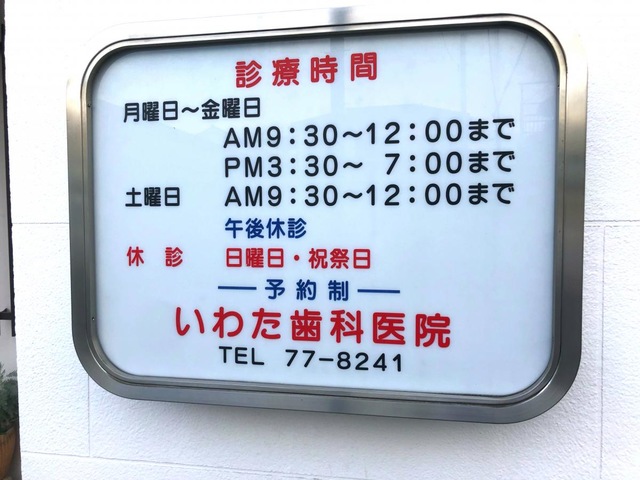 診療時間
月曜日〜金曜日
AM9:30〜12:00まで
PM3:30〜 7:00まで
土曜日 AM9:30〜12:00まで
午後休診
休診 日曜日・祝祭日
予約制
いわた歯科医院
TEL 77-8241